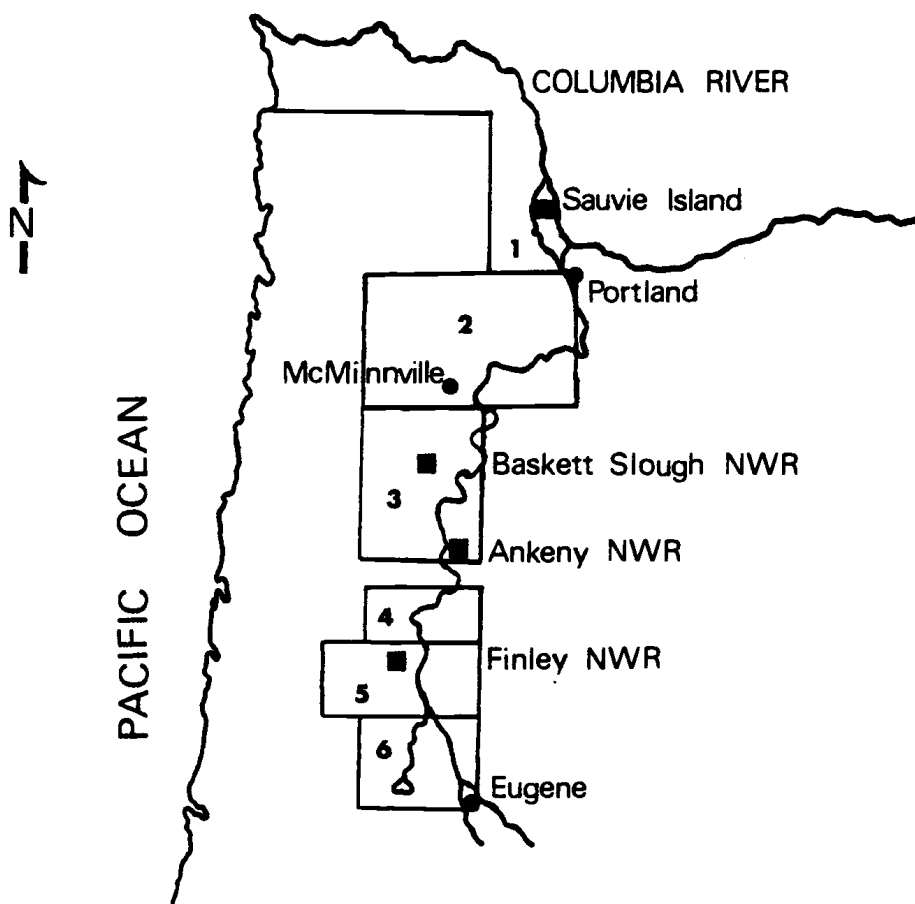 COLUMBIA RIVER
N
Sauvie Island
1
Portland
2
McMinnville
PACIFIC OCEAN
Baskett Slough NWR
3
Ankeny NWR
4
Finley NWR
5
6
Eugene